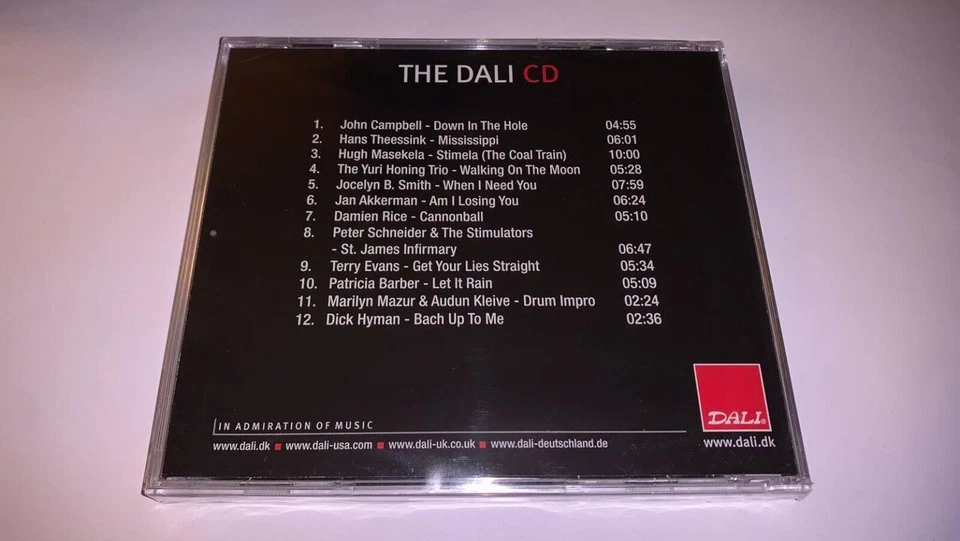 THE DALI CD
1. John Campbell - Down In The Hole 04:55
2. Hans Theessink - Mississippi 06:01
3. Hugh Masekela - Stimela (The Coal Train) 10:00
4. The Yuri Honing Trio - Walking On The Moon 05:28
5. Jocelyn B. Smith - When I Need You 07:59
6. Jan Akkerman - Am I Losing You 06:24
7. Damien Rice - Cannonball 05:10
8. Peter Schneider & The Stimulators
- St. James Infirmary 06:47
9. Terry Evans - Get Your Lies Straight 05:34
10. Patricia Barber - Let It Rain 05:09
11. Marilyn Mazur & Audun Kleive - Drum Impro 02:24
12. Dick Hyman - Bach Up To Me 02:36
DALI®
IN ADMIRATION OF MUSIC
www.dali.dk ■ www.dali-usa.com ■ www.dali-uk.co.uk ■ www.dali-deutschland.de
www.dali.dk